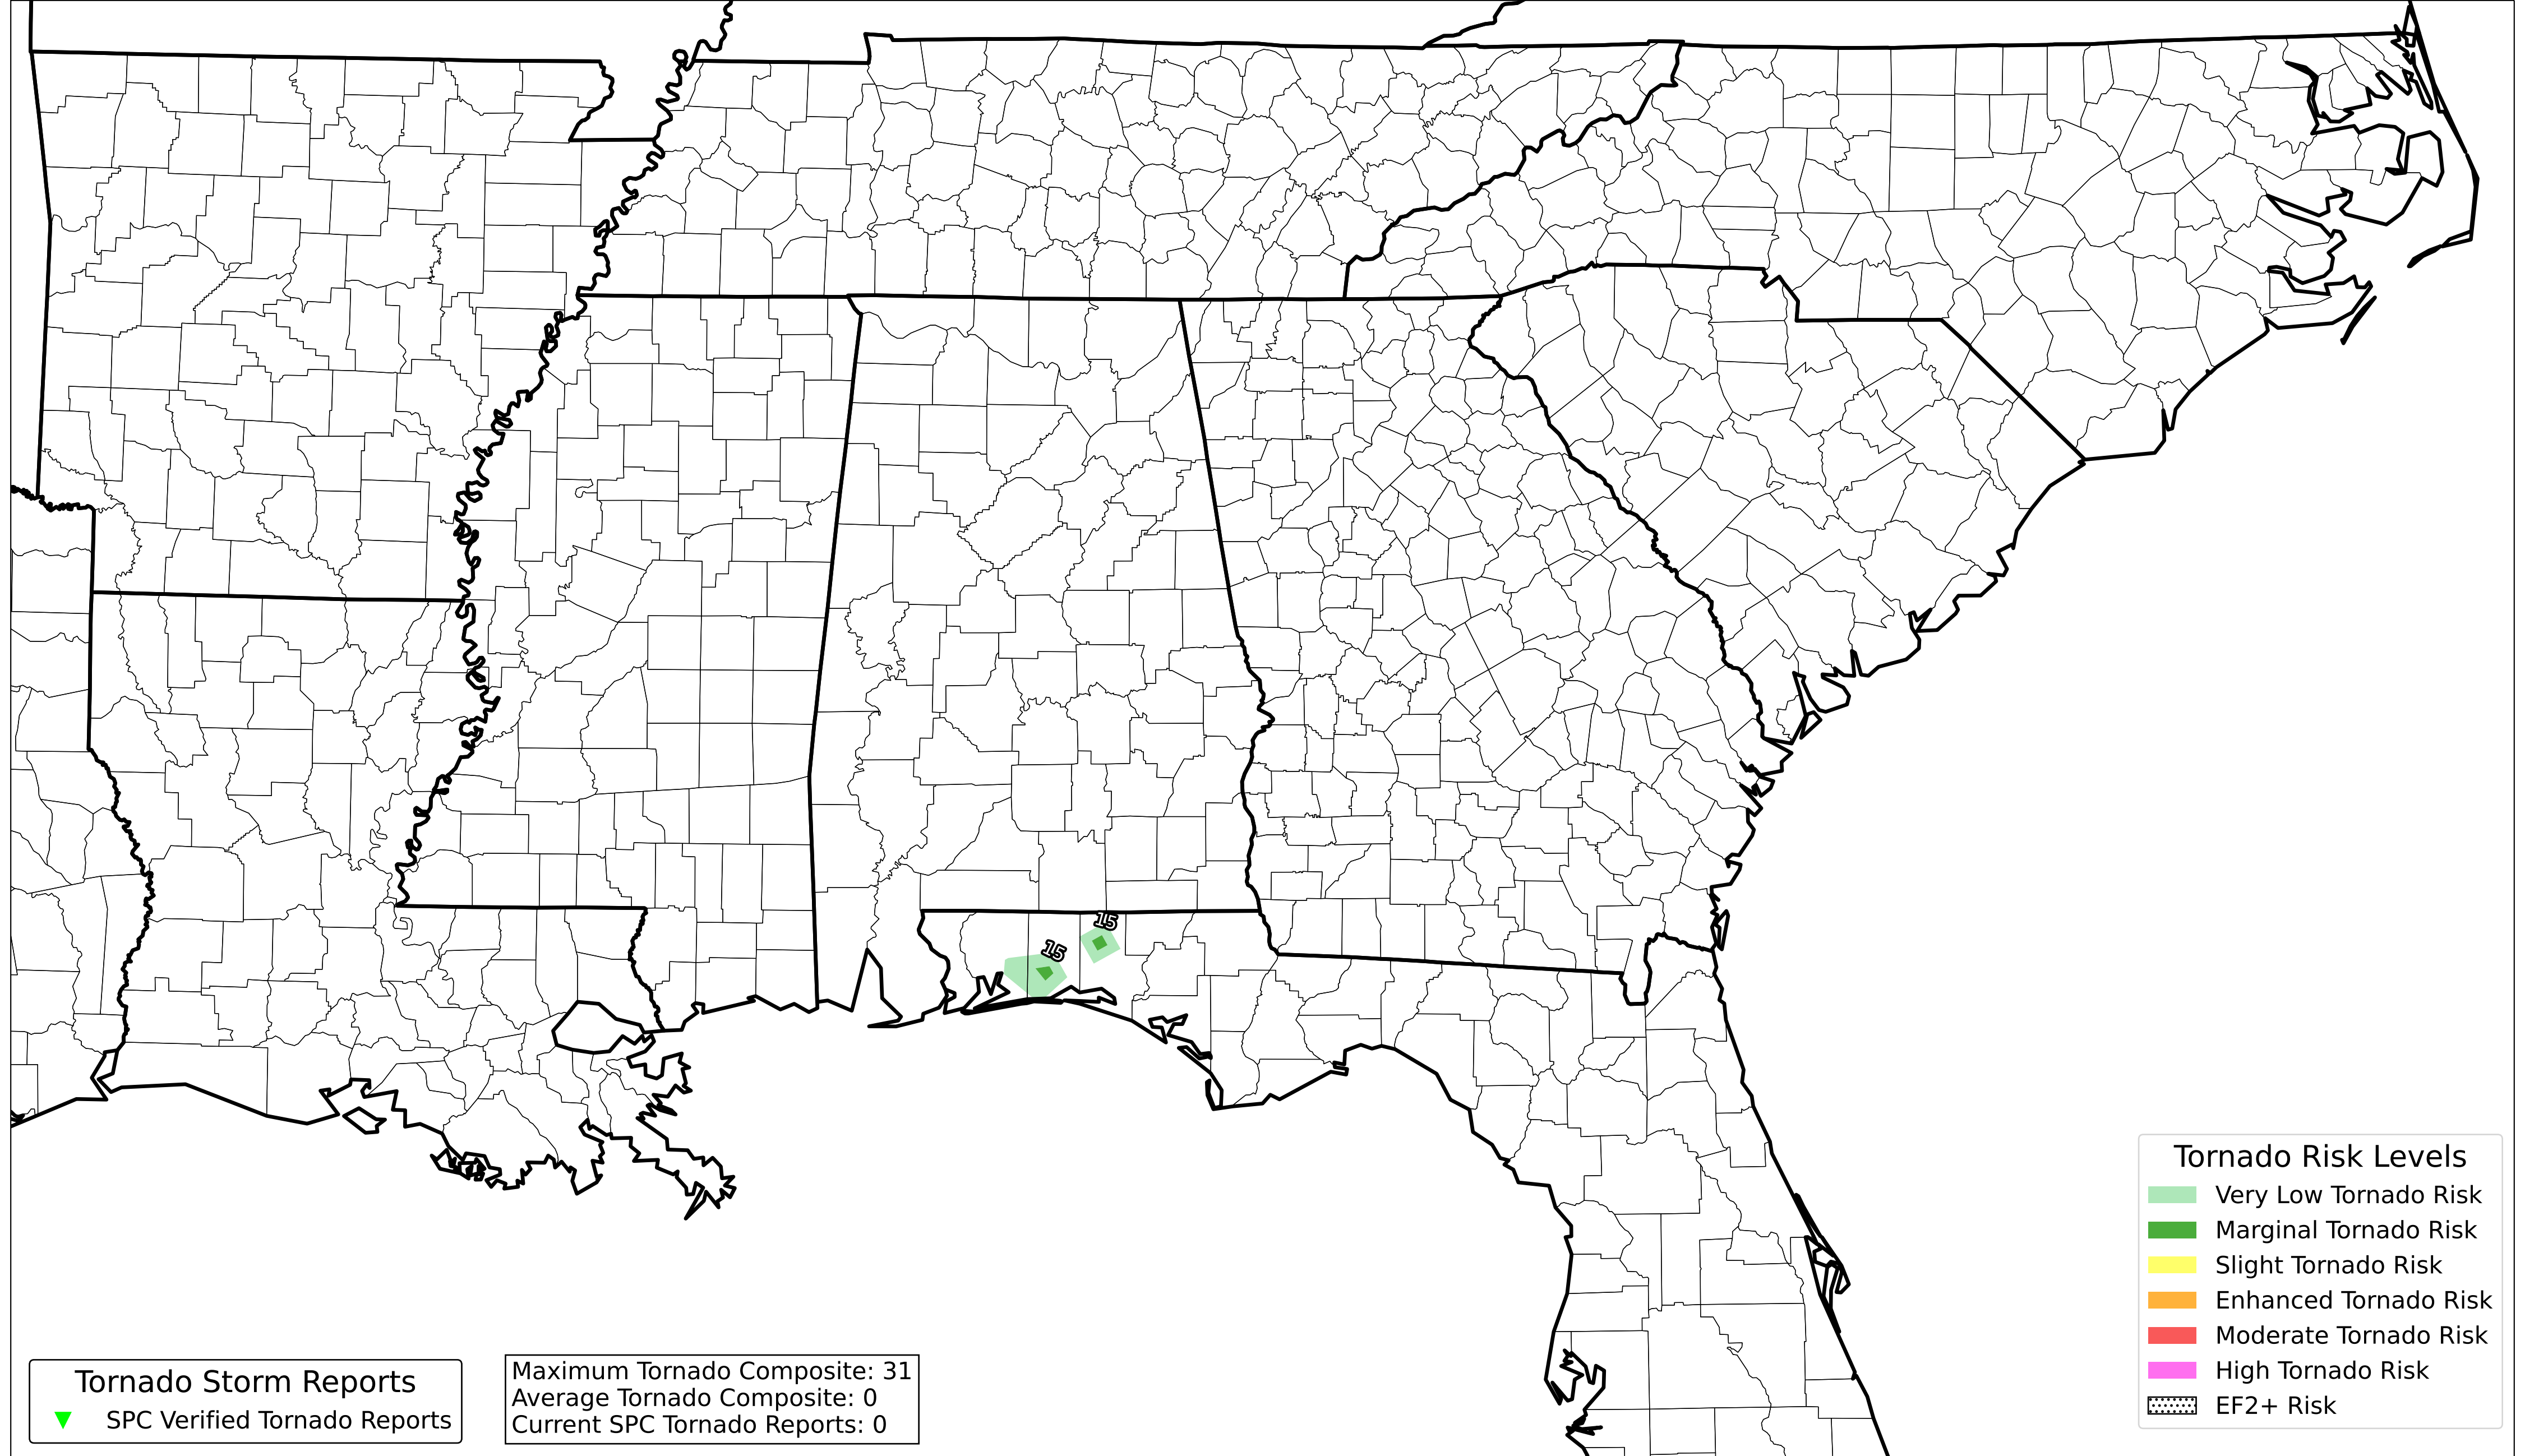 15
15
Tornado Risk Levels
Very Low Tornado Risk
Marginal Tornado Risk
Slight Tornado Risk
Enhanced Tornado Risk
Moderate Tornado Risk
High Tornado Risk
EF2+ Risk
Tornado Storm Reports
SPC Verified Tornado Reports
Maximum Tornado Composite: 31
Average Tornado Composite: 0
Current SPC Tornado Reports: 0